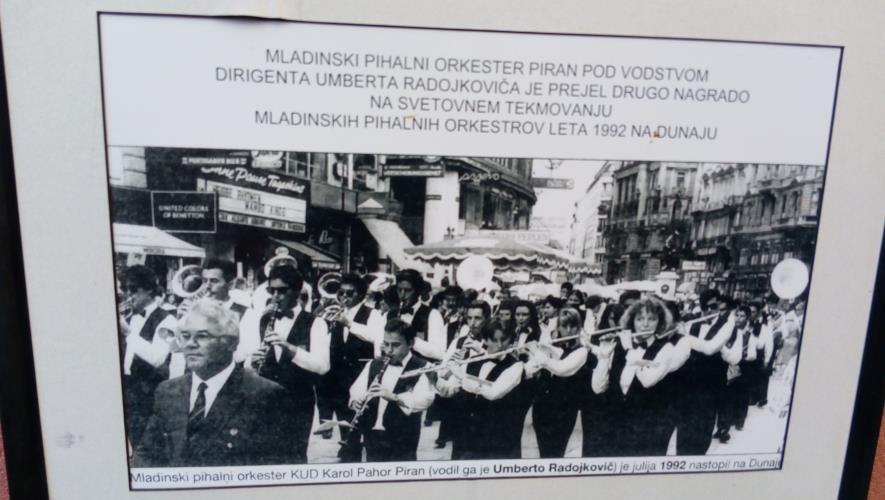 MLADINSKI PIHALNI ORKESTER PIRAN POD VODSTVOM
DIRIGENTA UMBERTA RADOJKOVIČA JE PREJEL DRUGO NAGRADO
NA SVETOVNEM TEKMOVANJU
MLADINSKIH PIHALNIH ORKESTROV LETA 1992 NA DUNAJU
UNITED COLORS
OF BENETTON
Mladinski pihalni orkester KUD Karol Pahor Piran (vodil ga je Umberto Radojkovič) je julija 1992 nastopil na Dunaju